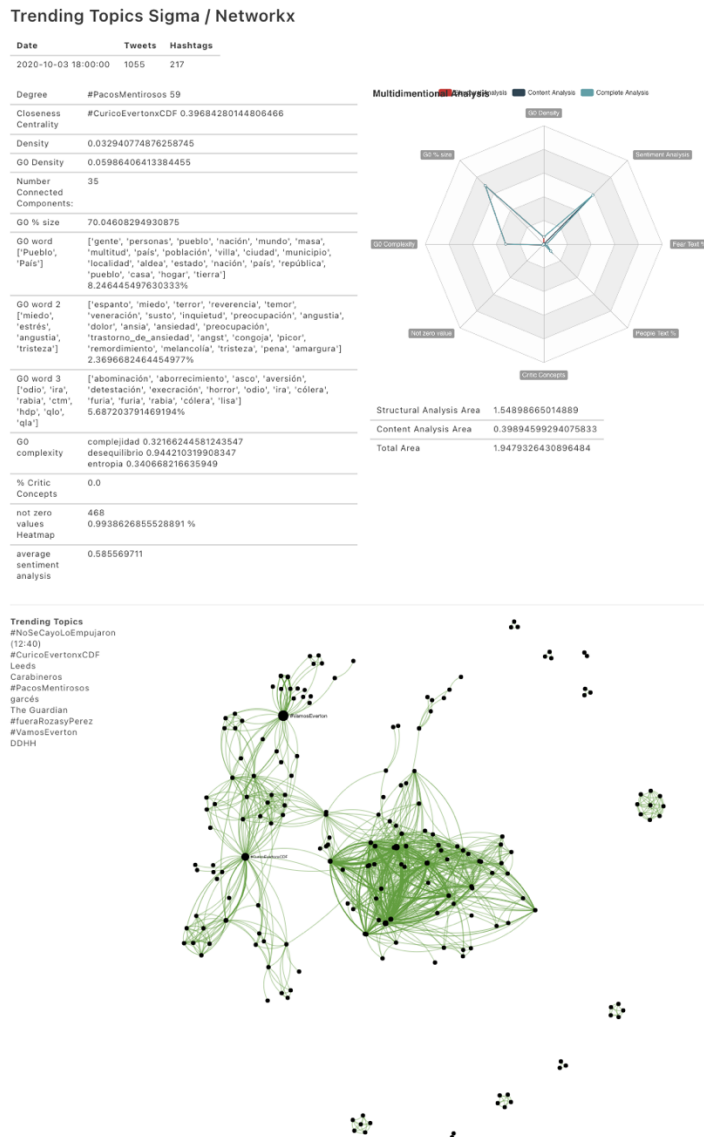 Trending Topics Sigma / Networkx
Date Tweets Hashtags
2020-10-03 18:00:00 1055 217
Degree #PacosMentirosos 59
Closeness Centrality #CuricoEvertonxCDF 0.39684280144806466
Density 0.032940774876258745
G0 Density 0.05986406413384455
Number Connected Components: 35
G0 % size 70.04608294930875
G0 word ['Pueblo', 'País']
['gente', 'personas', 'pueblo', 'nación', 'mundo', 'masa',
'multitud', 'país', 'población', 'villa', 'ciudad', 'municipio',
'localidad', 'aldea', 'estado', 'nación', 'país', 'república',
'pueblo', 'casa', 'hogar', 'tierra']
8.246445497630333%
G0 word 2 ['miedo', 'estrés', 'angustia', 'tristeza']
['espanto', 'miedo', 'terror', 'reverencia', 'temor',
'veneración', 'susto', 'inquietud', 'preocupación', 'angustia',
'dolor', 'ansia', 'ansiedad', 'preocupación',
'trastorno_de_ansiedad', 'angst', 'congoja', 'picor',
'remordimiento', 'melancolía', 'tristeza', 'pena', 'amargura']
2.3696682464454977%
G0 word 3 ['odio', 'ira', 'rabia', 'ctm', 'hdp', 'qlo', 'qla']
['abominación', 'aborrecimiento', 'asco', 'aversión',
'detestación', 'execración', 'horror', 'odio', 'ira', 'cólera',
'furia', 'furia', 'rabia', 'cólera', 'lisa']
5.687203791469194%
G0 complexity
complejidad 0.32166244581243547
desequilibrio 0.944210319908347
entropia 0.340668216635949
% Critic Concepts 0.0
not zero values Heatmap
468
0.9938626855528891 %
average sentiment analysis 0.585569711
Multidimentional Analysis
Content Analysis
Complete Analysis
G0 Density
Sentiment Analysis
Fear Text %
People Text %
Critic Concepts
Not zero value
G0 Complexity
G0 % size
Structural Analysis Area 1.54898665014889
Content Analysis Area 0.39894599294075833
Total Area 1.9479326430896484
Trending Topics
#NoSeCayoLoEmpujaron
(12:40)
#CuricoEvertonxCDF
Leeds
Carabineros
#PacosMentirosos
garcés
The Guardian
#fueraRozasyPerez
#VamosEverton
DDHH
#VamosEverton
#CuricoEvertonxCDF